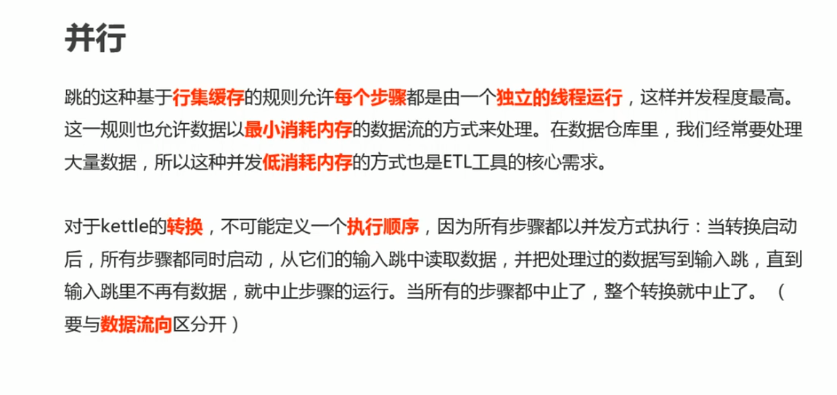 并行
跳的这种基于行集缓存的规则允许每个步骤都是由一个独立的线程运行，这样并发程度最高。
这一规则也允许数据以最小消耗内存的数据流的方式来处理。在数据仓库里，我们经常要处理
大量数据，所以这种并发低消耗内存的方式也是ETL工具的核心需求。
对于kettle的转换，不可能定义一个执行顺序，因为所有步骤都以并发方式执行：当转换启动
后，所有步骤都同时启动，从它们的输入跳中读取数据，并把处理过的数据写到输入跳，直到
输入跳里不再有数据，就中止步骤的运行。当所有的步骤都中止了，整个转换就中止了。（
要与数据流向区分开）